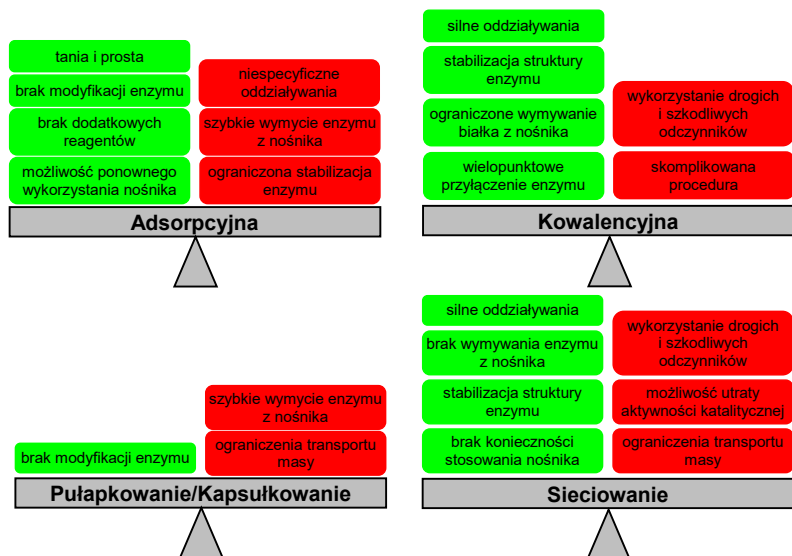 tania i prosta
brak modyfikacji enzymu
brak dodatkowych
reagentów
możliwość ponownego
wykorzystania nośnika
niespecyficzne
oddziaływania
szybkie wymycie enzymu
z nośnika
ograniczona stabilizacja
enzymu
Adsorpcyjna
silne oddziaływania
stabilizacja struktury
enzymu
ograniczone wymywanie
białka z nośnika
wielopunktowe
przyłączenie enzymu
wykorzystanie drogich
i szkodliwych
odczynników
skomplikowana
procedura
Kowalencyjna
brak modyfikacji enzymu
szybkie wymycie enzymu
z nośnika
ograniczenia transportu
masy
Pułapkowanie/Kapsułkowanie
silne oddziaływania
brak wymywania enzymu
z nośnika
stabilizacja struktury
enzymu
brak konieczności
stosowania nośnika
wykorzystanie drogich
i szkodliwych
odczynników
możliwość utraty
aktywności katalitycznej
ograniczenia transportu
masy
Sieciowanie